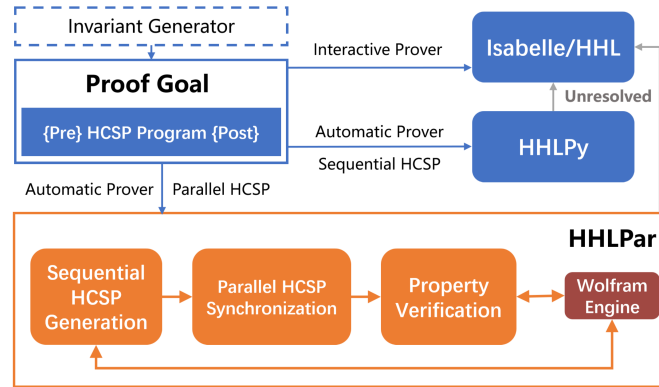 Invariant Generator
Proof Goal
{Pre} HCSP Program {Post}
Interactive Prover
Isabelle/HHL
Unresolved
Automatic Prover
Sequential HCSP
HHLPy
Automatic Prover
Parallel HCSP
HHLPar
Sequential
HCSP
Generation
Parallel HCSP
Synchronization
Property
Verification
Wolfram
Engine